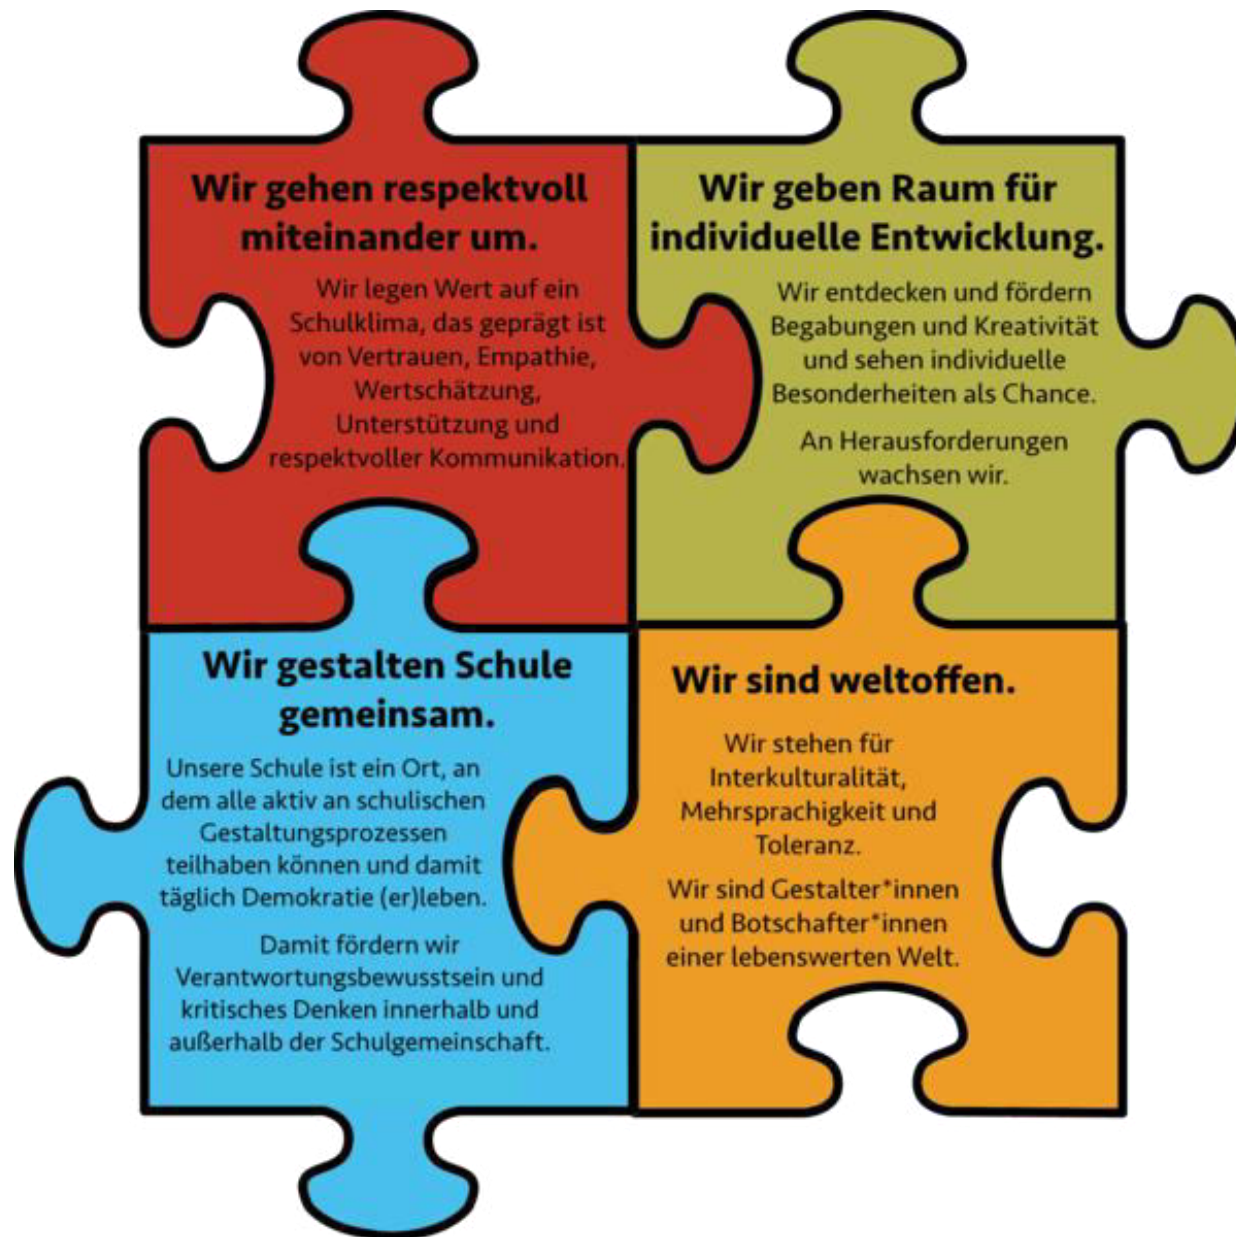 Wir gehen respektvoll
miteinander um.
Wir legen Wert auf ein
Schulklima, das geprägt ist
von Vertrauen, Empathie,
Wertschätzung,
Unterstützung und
respektvoller Kommunikation.
Wir geben Raum für
individuelle Entwicklung.
Wir entdecken und fördern
Begabungen und Kreativität
und sehen individuelle
Besonderheiten als Chance.
An Herausforderungen
wachsen wir.
Wir gestalten Schule
gemeinsam.
Unsere Schule ist ein Ort, an
dem alle aktiv an schulischen
Gestaltungsprozessen
teilhaben können und damit
täglich Demokratie (er)leben.
Damit fördern wir
Verantwortungsbewusstsein und
kritisches Denken innerhalb und
außerhalb der Schulgemeinschaft.
Wir sind weltoffen.
Wir stehen für
Interkulturalität,
Mehrsprachigkeit und
Toleranz.
Wir sind Gestalter*innen
und Botschafter*innen
einer lebenswerten Welt.